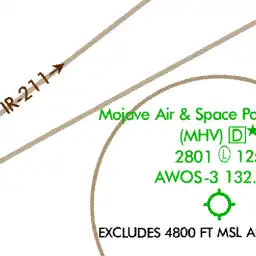 IR-211
Mojave Air & Space Po
(MHV) D
2801 L 12
AWOS-3 132.
EXCLUDES 4800 FT MSL A